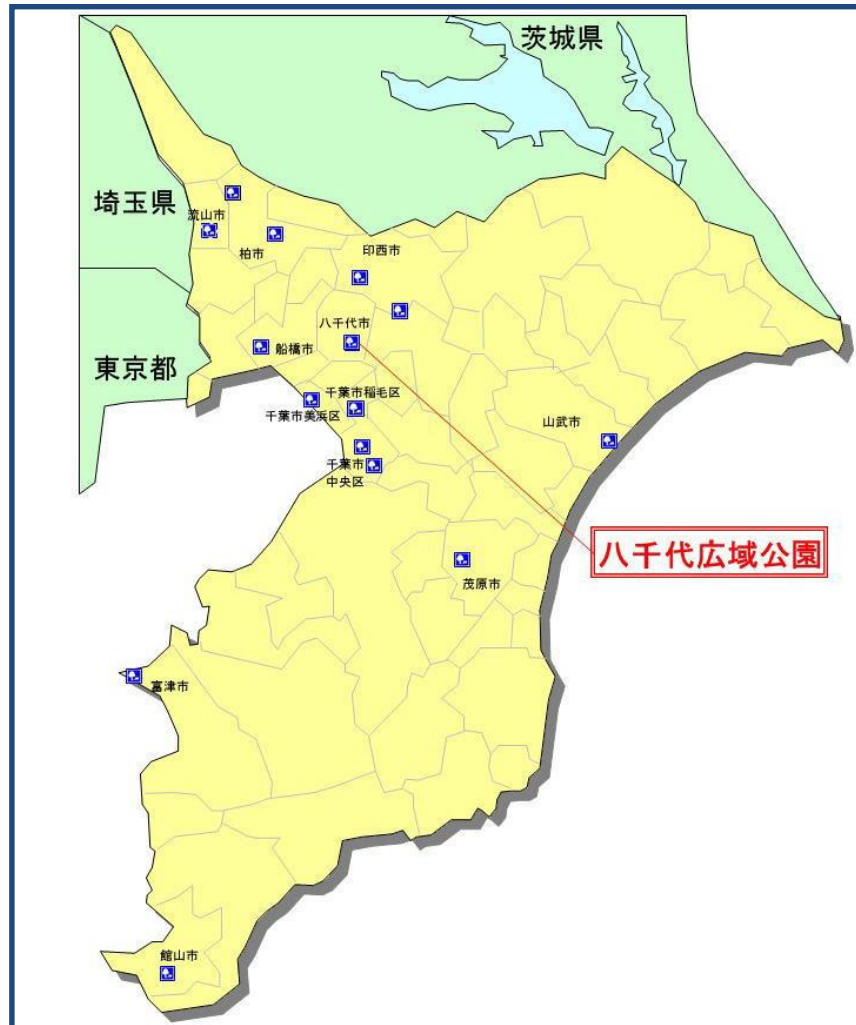 茨城県
埼玉県
流山市
柏市
印西市
八千代市
船橋市
東京都
千葉市稲毛区
千葉市美浜区
山武市
千葉市
中央区
八千代広域公園
茂原市
富津市
館山市